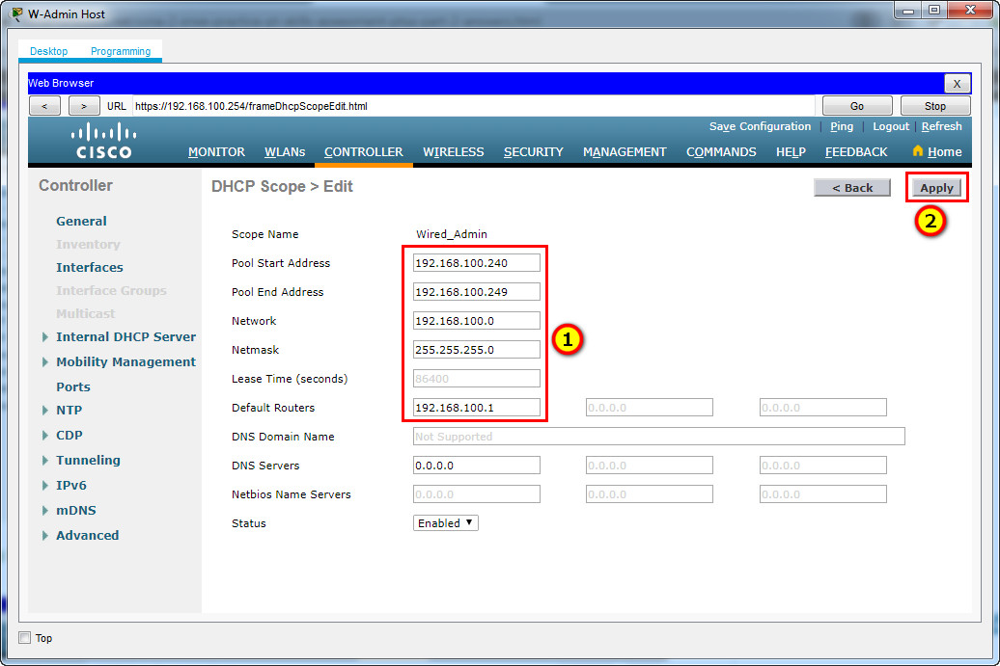 W-Admin Host
Desktop Programming
Web Browser X
< > URL https://192.168.100.254/frameDhcpScopeEdit.html Go Stop
Save Configuration | Ping | Logout | Refresh
CISCO MONITOR WLANs CONTROLLER WIRELESS SECURITY MANAGEMENT COMMANDS HELP FEEDBACK Home
Controller
General
Inventory
Interfaces
Interface Groups
Multicast
Internal DHCP Server
Mobility Management
Ports
NTP
CDP
Tunneling
IPv6
mDNS
Advanced
DHCP Scope > Edit < Back Apply
2
Scope Name Wired_Admin
Pool Start Address 192.168.100.240
Pool End Address 192.168.100.249
Network 192.168.100.0
1
Netmask 255.255.255.0
Lease Time (seconds) 86400
Default Routers 192.168.100.1 0.0.0.0 0.0.0.0
DNS Domain Name Not Supported
DNS Servers 0.0.0.0 0.0.0.0 0.0.0.0
Netbios Name Servers 0.0.0.0 0.0.0.0 0.0.0.0
Status Enabled
Top